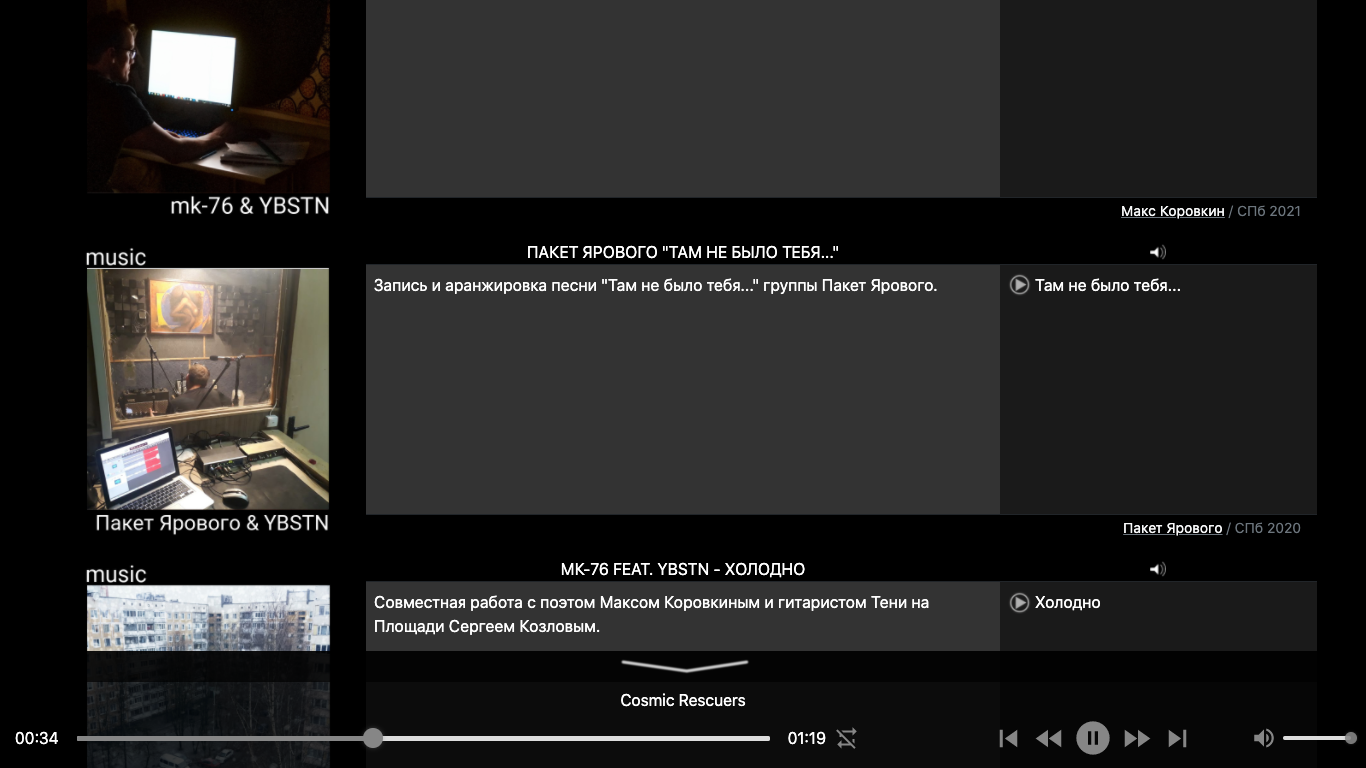 mk-76 & YBSTN
Макс Коровкин / СПб 2021
music
ПАКЕТ ЯРОВОГО "ТАМ НЕ БЫЛО ТЕБЯ..."
Запись и аранжировка песни "Там не было тебя..." группы Пакет Ярового.
Там не было тебя...
Пакет Ярового & YBSTN
Пакет Ярового / СПб 2020
music
МК-76 FEAT. YBSTN - ХОЛОДНО
Совместная работа с поэтом Максом Коровкиным и гитаристом Тени на
Площади Сергеем Козловым.
Холодно
Cosmic Rescuers
00:34
01:19